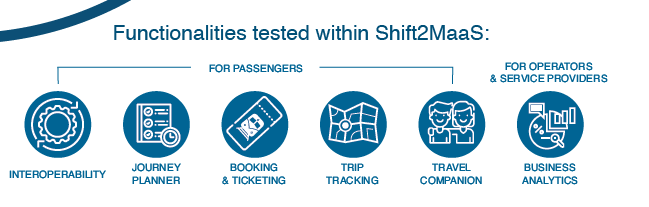 Functionalities tested within Shift2MaaS:
FOR PASSENGERS
FOR OPERATORS
& SERVICE PROVIDERS
INTEROPERABILITY
JOURNEY
PLANNER
BOOKING
& TICKETING
TRIP
TRACKING
TRAVEL
COMPANION
BUSINESS
ANALYTICS